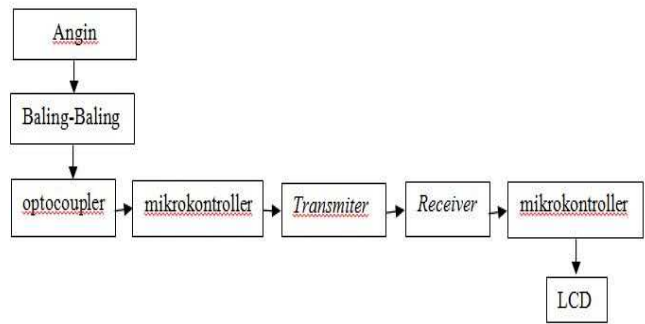 Angin
Baling-Baling
optocoupler
mikrokontroller
Transmiter
Receiver
mikrokontroller
LCD